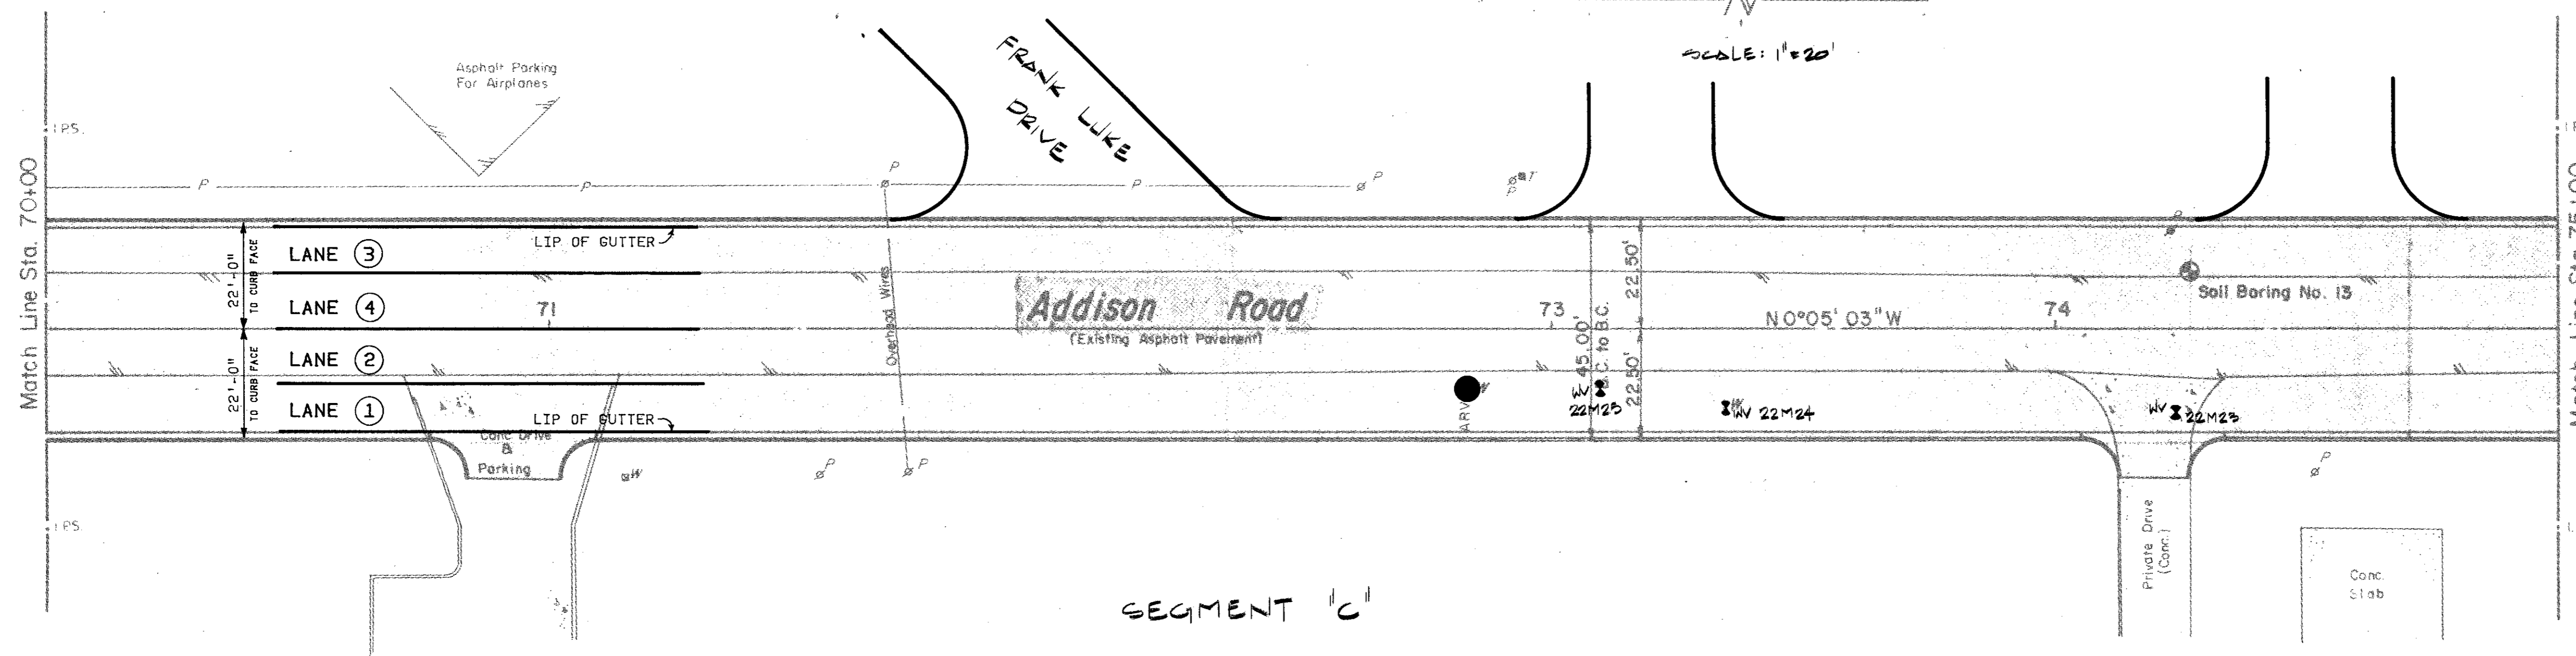 N
SCALE: 1"=20'
Asphalt Parking
For Airplanes
FRANK LUKE
DRIVE
I.P.S.
Match Line Sta. 70+00
P
P
P
P
P
P
T
P
LIP OF GUTTER
LANE 3
22'-0"
TO CURB FACE
LANE 4
71
Overhead Wires
Addison Road
(Existing Asphalt Pavement)
73
45.00'
B.C. to B.C.
22.50'
22.50'
N 0°05'03" W
74
Soil Boring No. 13
LANE 2
22'-0"
TO CURB FACE
LANE 1
LIP OF GUTTER
Conc. Drive
&
Parking
W
P
P
ARV
WV
22M25
WV 22M24
WV 22M23
P
I.P.S.
Private Drive
(Conc.)
Conc.
Slab
SEGMENT "C"